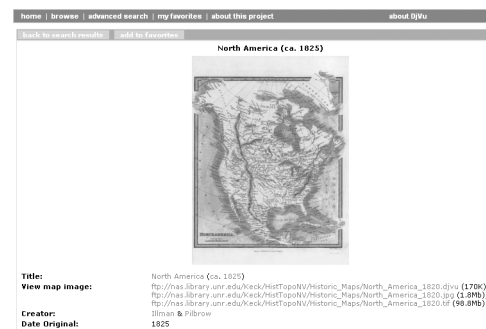 home | browse | advanced search | my favorites | about this project about DjVu
back to search results add to favorites
North America (ca. 1825)
NORTH AMERICA
Title: North America (ca. 1825)
View map image: ftp://nas.library.unr.edu/Keck/HistTopoNV/Historic_Maps/North_America_1820.djvu (170K)
ftp://nas.library.unr.edu/Keck/HistTopoNV/Historic_Maps/North_America_1820.jpg (1.8Mb)
ftp://nas.library.unr.edu/Keck/HistTopoNV/Historic_Maps/North_America_1820.tif (98.8Mb)
Creator: Illman & Pilbrow
Date Original: 1825